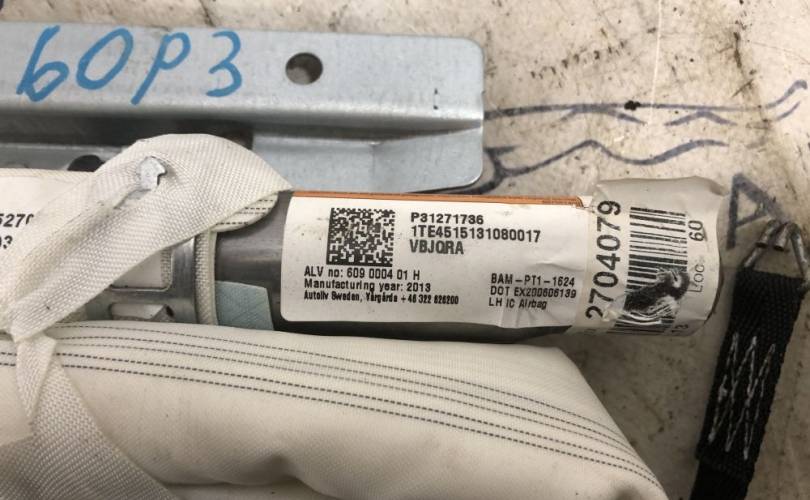 60P3
P31271736
1TE4515131080017
VBJQRA
ALV no: 609 0004 01 H
Manufacturing year: 2013
Autoliv Sweden, Vårgårda + 46 322 626200
BAM-PT1-1624
DOT EX200606139
LH IC Airbag
2704079
LOC. 60